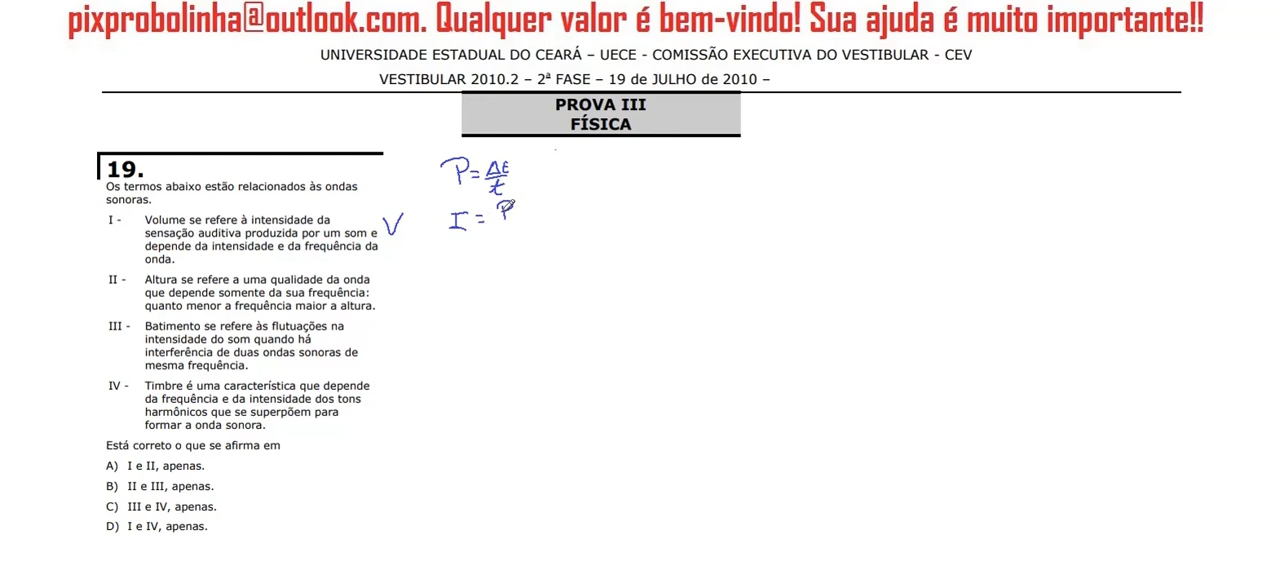 pixprobolinha@outlook.com. Qualquer valor é bem-vindo! Sua ajuda é muito importante!!
UNIVERSIDADE ESTADUAL DO CEARÁ – UECE - COMISSÃO EXECUTIVA DO VESTIBULAR - CEV
VESTIBULAR 2010.2 – 2ª FASE – 19 de JULHO de 2010 –
PROVA III
FÍSICA
19.
Os termos abaixo estão relacionados às ondas
sonoras.
I - Volume se refere à intensidade da
sensação auditiva produzida por um som e
depende da intensidade e da frequência da
onda.
V
II - Altura se refere a uma qualidade da onda
que depende somente da sua frequência:
quanto menor a frequência maior a altura.
III - Batimento se refere às flutuações na
intensidade do som quando há
interferência de duas ondas sonoras de
mesma frequência.
IV - Timbre é uma característica que depende
da frequência e da intensidade dos tons
harmônicos que se superpõem para
formar a onda sonora.
Está correto o que se afirma em
A) I e II, apenas.
B) II e III, apenas.
C) III e IV, apenas.
D) I e IV, apenas.
P = ΔE/t
I = P